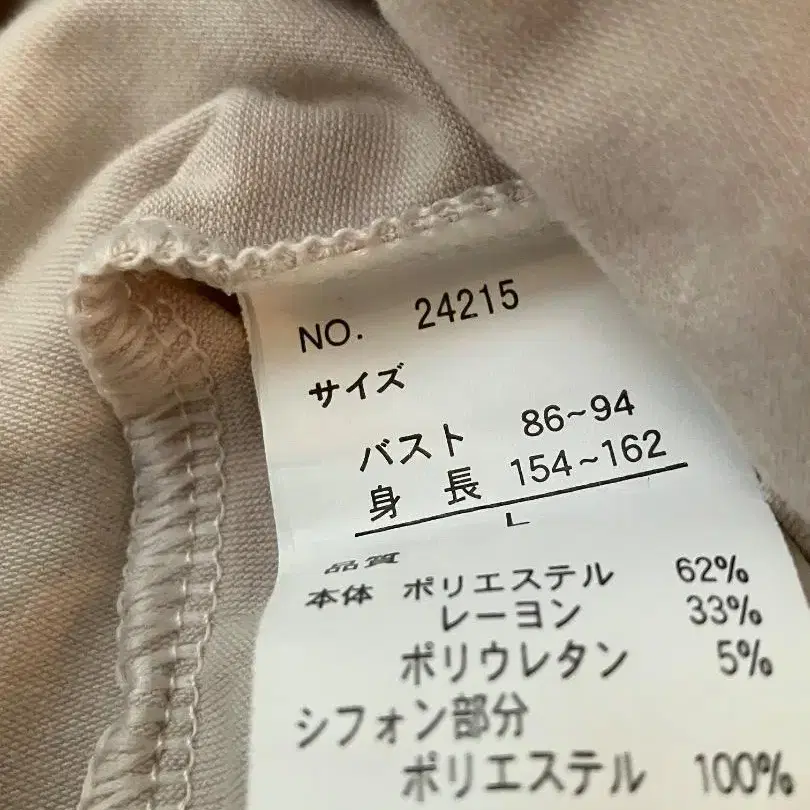 NO. 24215
サイズ
バスト 86~94
身 長 154~162
L
品質
本体 ポリエステル 62%
レーヨン 33%
ポリウレタン 5%
シフォン部分
ポリエステル 100%